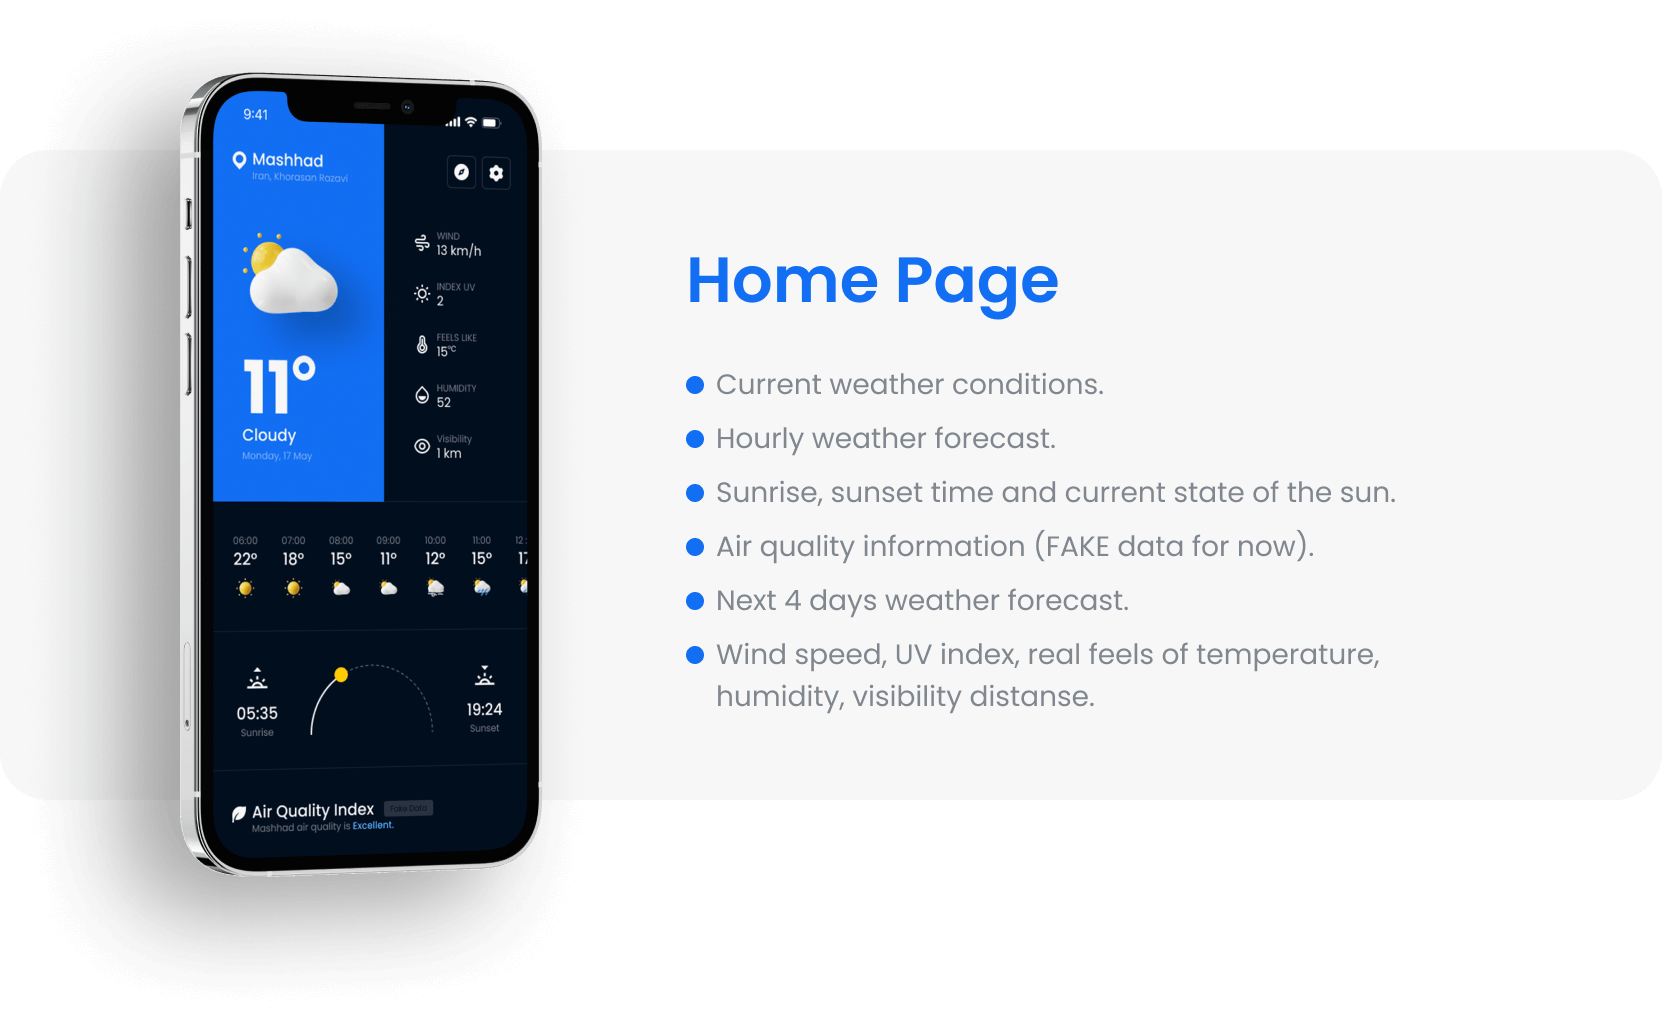 9:41
Mashhad
Iran, Khorasan Razavi
WIND
13 km/h
INDEX UV
2
FEELS LIKE
15°C
HUMIDITY
52
Visibility
1 km
11°
Cloudy
Monday, 17 May
06:00 07:00 08:00 09:00 10:00 11:00 12:
22° 18° 15° 11° 12° 15° 17
05:35
Sunrise
19:24
Sunset
Air Quality Index Fake Data
Mashhad air quality is Excellent.
Home Page
Current weather conditions.
Hourly weather forecast.
Sunrise, sunset time and current state of the sun.
Air quality information (FAKE data for now).
Next 4 days weather forecast.
Wind speed, UV index, real feels of temperature,
humidity, visibility distanse.